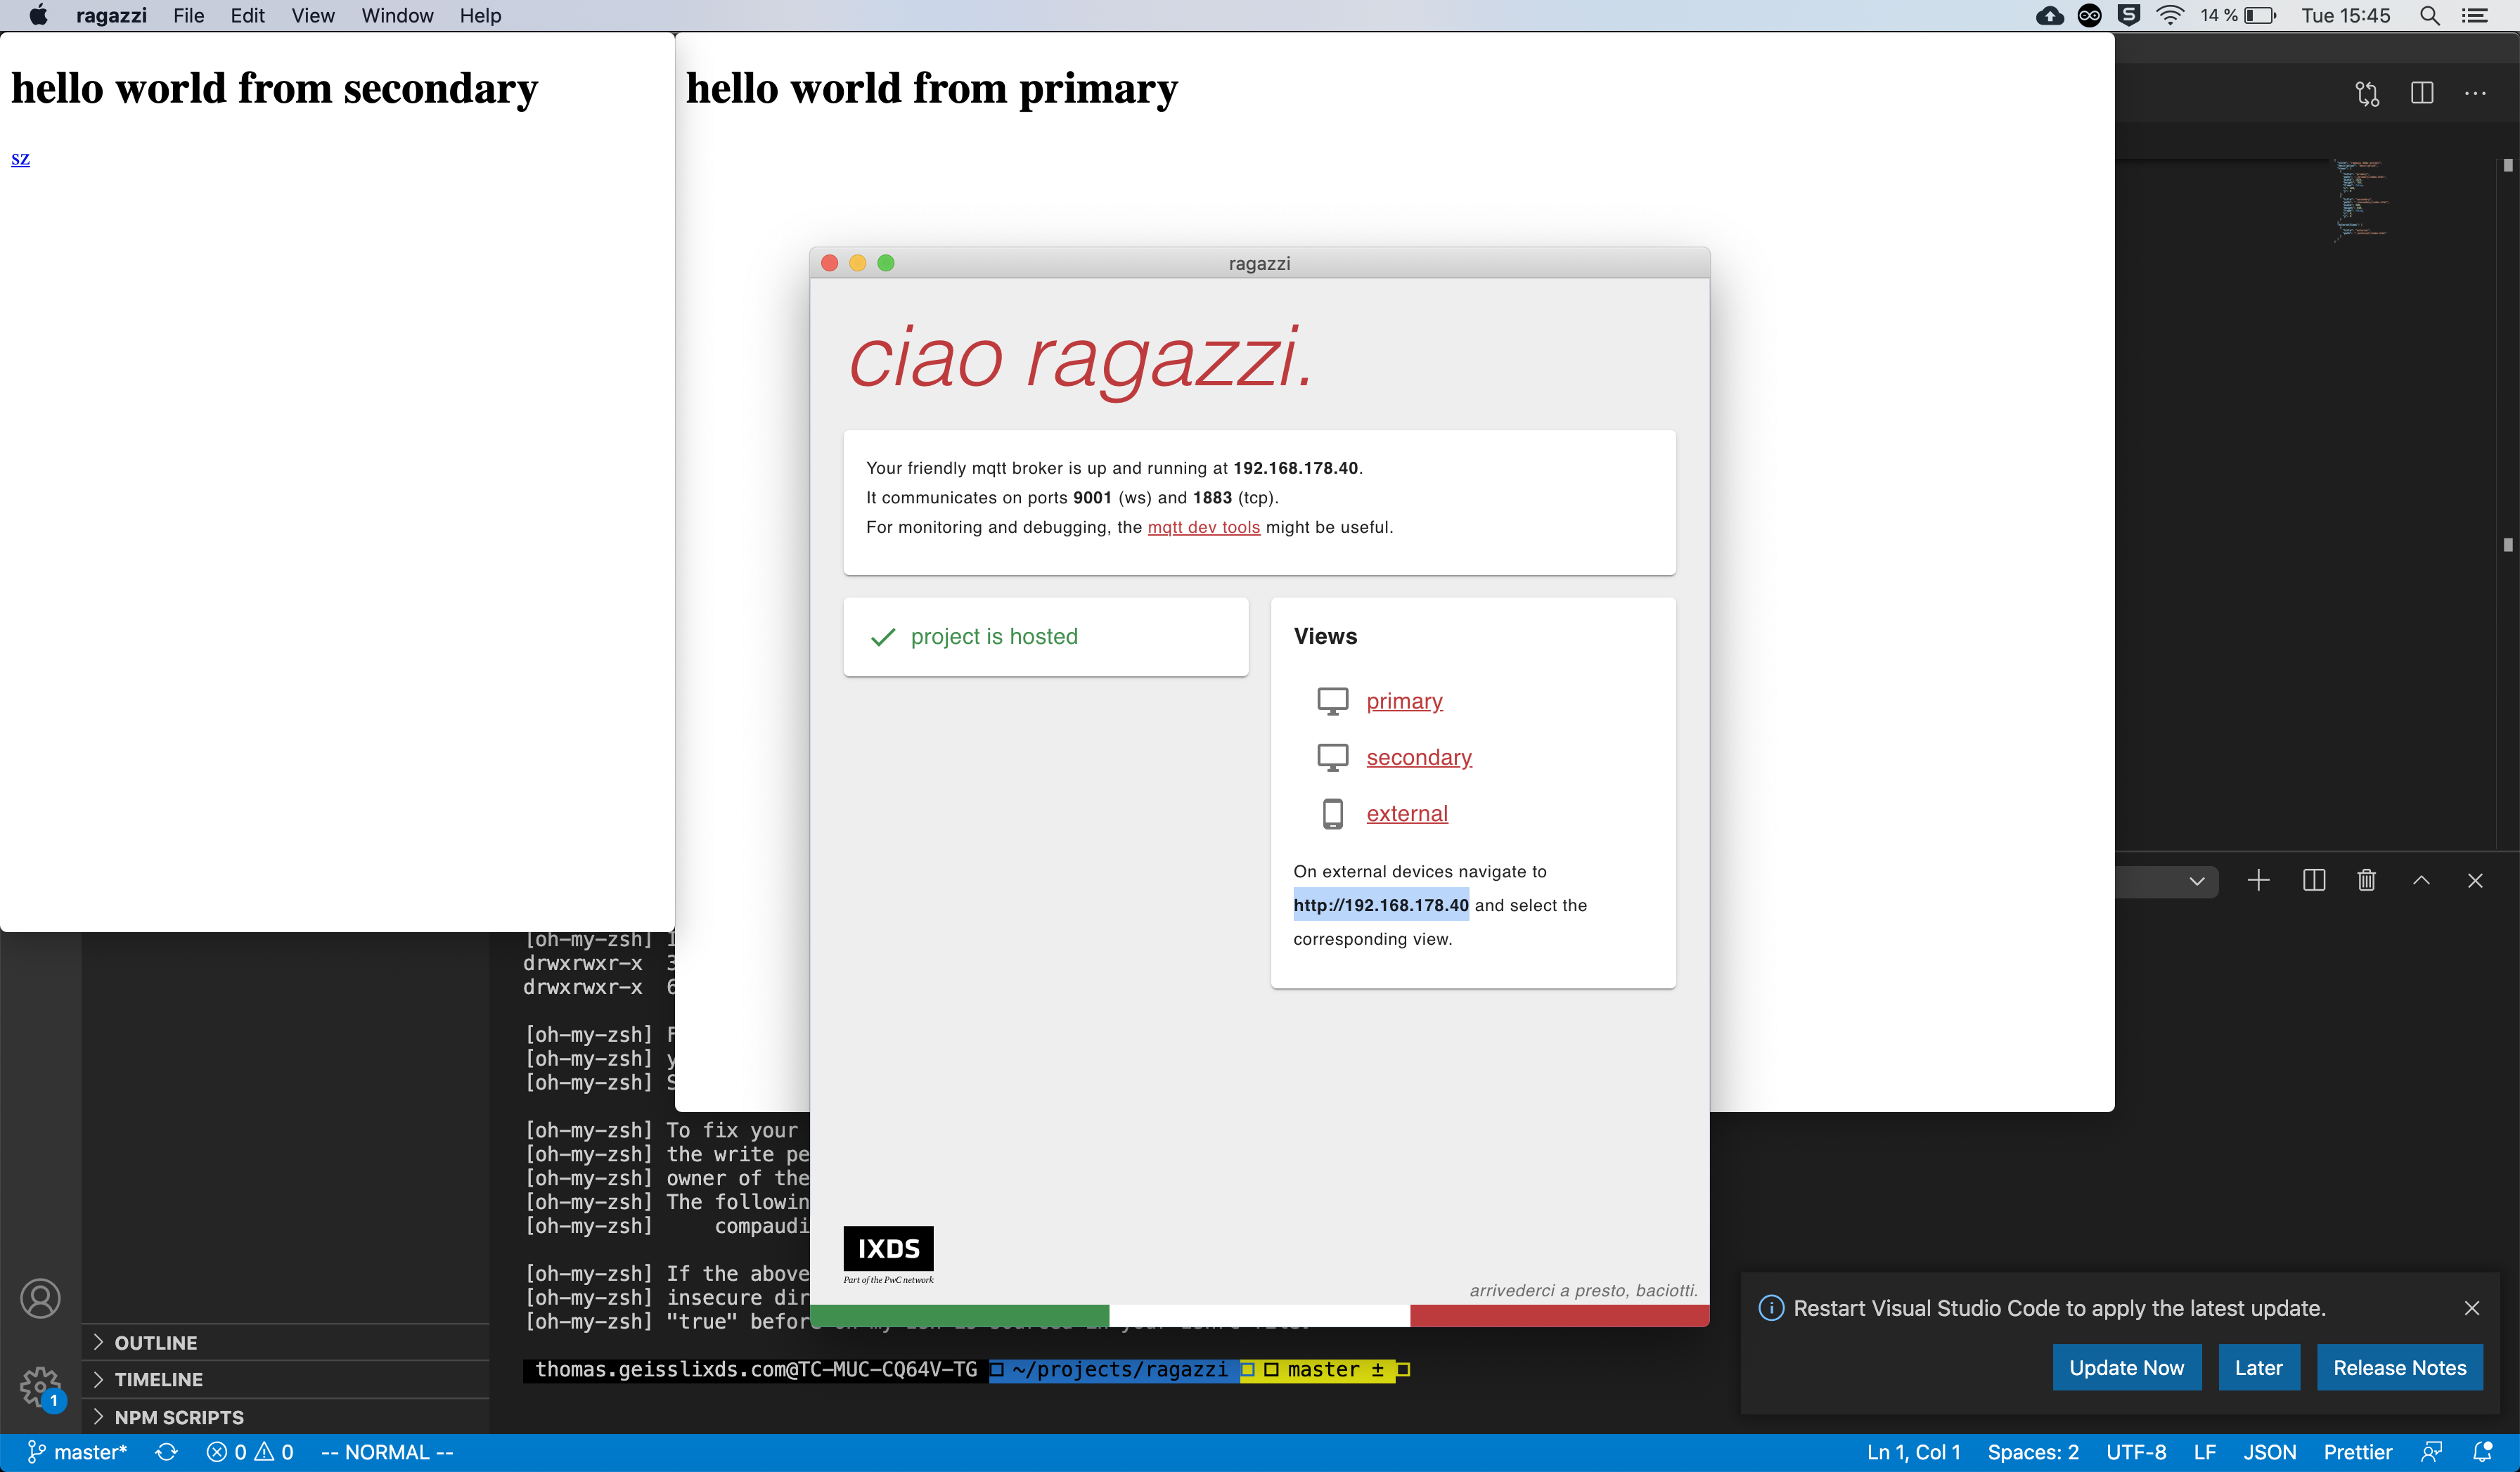 ragazzi File Edit View Window Help
14 % Tue 15:45
hello world from secondary
sz
hello world from primary
ragazzi
ciao ragazzi.
Your friendly mqtt broker is up and running at 192.168.178.40.
It communicates on ports 9001 (ws) and 1883 (tcp).
For monitoring and debugging, the mqtt dev tools might be useful.
project is hosted
Views
primary
secondary
external
On external devices navigate to
http://192.168.178.40 and select the
corresponding view.
IXDS
Part of the PwC network
arrivederci a presto, baciotti.
[oh-my-zsh]
drwxrwxr-x
drwxrwxr-x
[oh-my-zsh]
[oh-my-zsh]
[oh-my-zsh]
[oh-my-zsh] To fix your
[oh-my-zsh] the write pe
[oh-my-zsh] owner of the
[oh-my-zsh] The followin
[oh-my-zsh] compaudi
[oh-my-zsh] If the above
[oh-my-zsh] insecure dir
[oh-my-zsh] "true" before
thomas.geisslixds.com@TC-MUC-CQ64V-TG ~/projects/ragazzi master ±
OUTLINE
TIMELINE
NPM SCRIPTS
1
Restart Visual Studio Code to apply the latest update.
Update Now Later Release Notes
master* 0 0 -- NORMAL --
Ln 1, Col 1 Spaces: 2 UTF-8 LF JSON Prettier